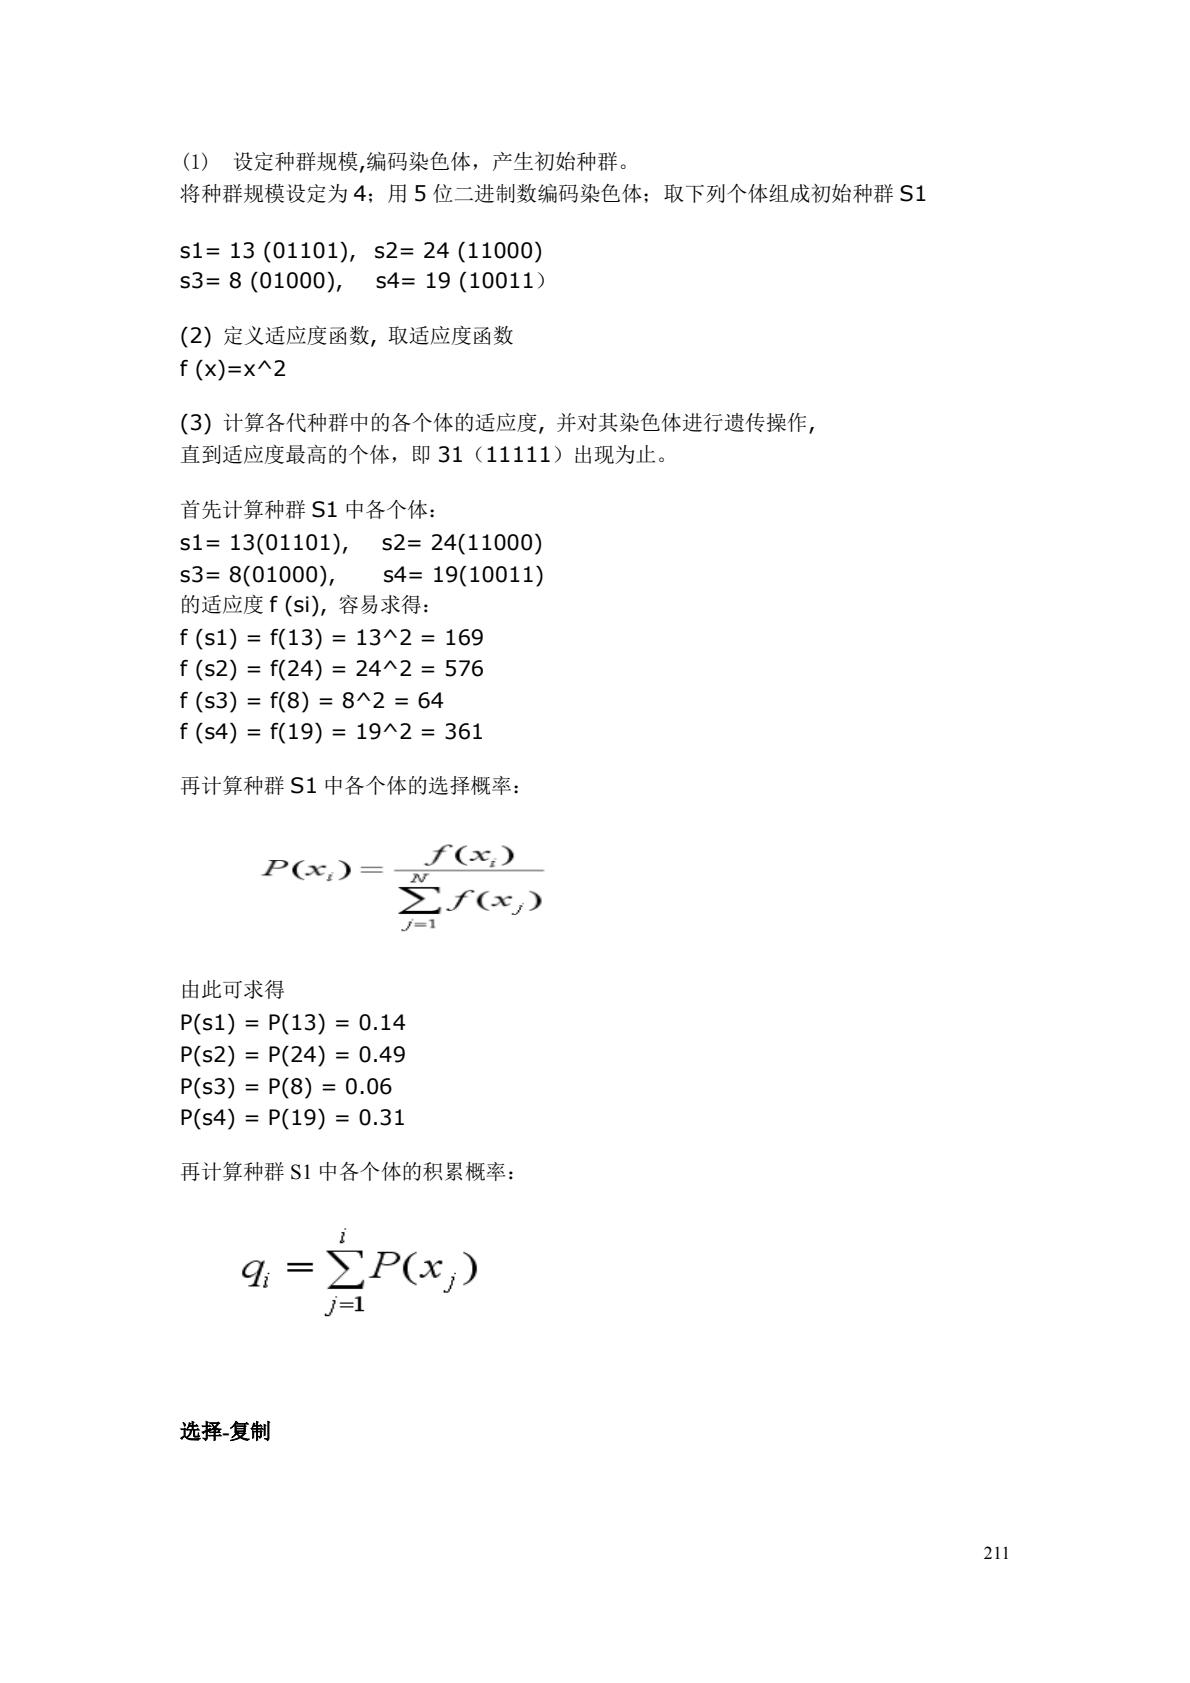 (1) 设定种群规模,编码染色体，产生初始种群。
将种群规模设定为 4；用 5 位二进制数编码染色体；取下列个体组成初始种群 S1
s1= 13 (01101), s2= 24 (11000)
s3= 8 (01000), s4= 19 (10011）
(2) 定义适应度函数, 取适应度函数
f (x)=x^2
(3) 计算各代种群中的各个体的适应度, 并对其染色体进行遗传操作,
直到适应度最高的个体，即 31（11111）出现为止。
首先计算种群 S1 中各个体：
s1= 13(01101), s2= 24(11000)
s3= 8(01000), s4= 19(10011)
的适应度 f (si), 容易求得：
f (s1) = f(13) = 13^2 = 169
f (s2) = f(24) = 24^2 = 576
f (s3) = f(8) = 8^2 = 64
f (s4) = f(19) = 19^2 = 361
再计算种群 S1 中各个体的选择概率：
P(x_i) = f(x_i) / ∑_{j=1}^{N} f(x_j)
由此可求得
P(s1) = P(13) = 0.14
P(s2) = P(24) = 0.49
P(s3) = P(8) = 0.06
P(s4) = P(19) = 0.31
再计算种群 S1 中各个体的积累概率：
q_i = ∑_{j=1}^{i} P(x_j)
选择-复制
211